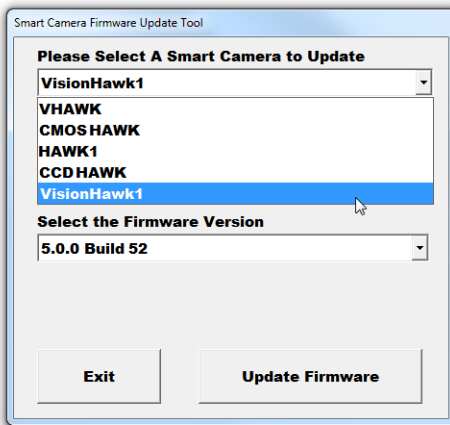 Smart Camera Firmware Update Tool
Please Select A Smart Camera to Update
VisionHawk1
VHAWK
CMOS HAWK
HAWK1
CCD HAWK
VisionHawk1
Select the Firmware Version
5.0.0 Build 52
Exit Update Firmware